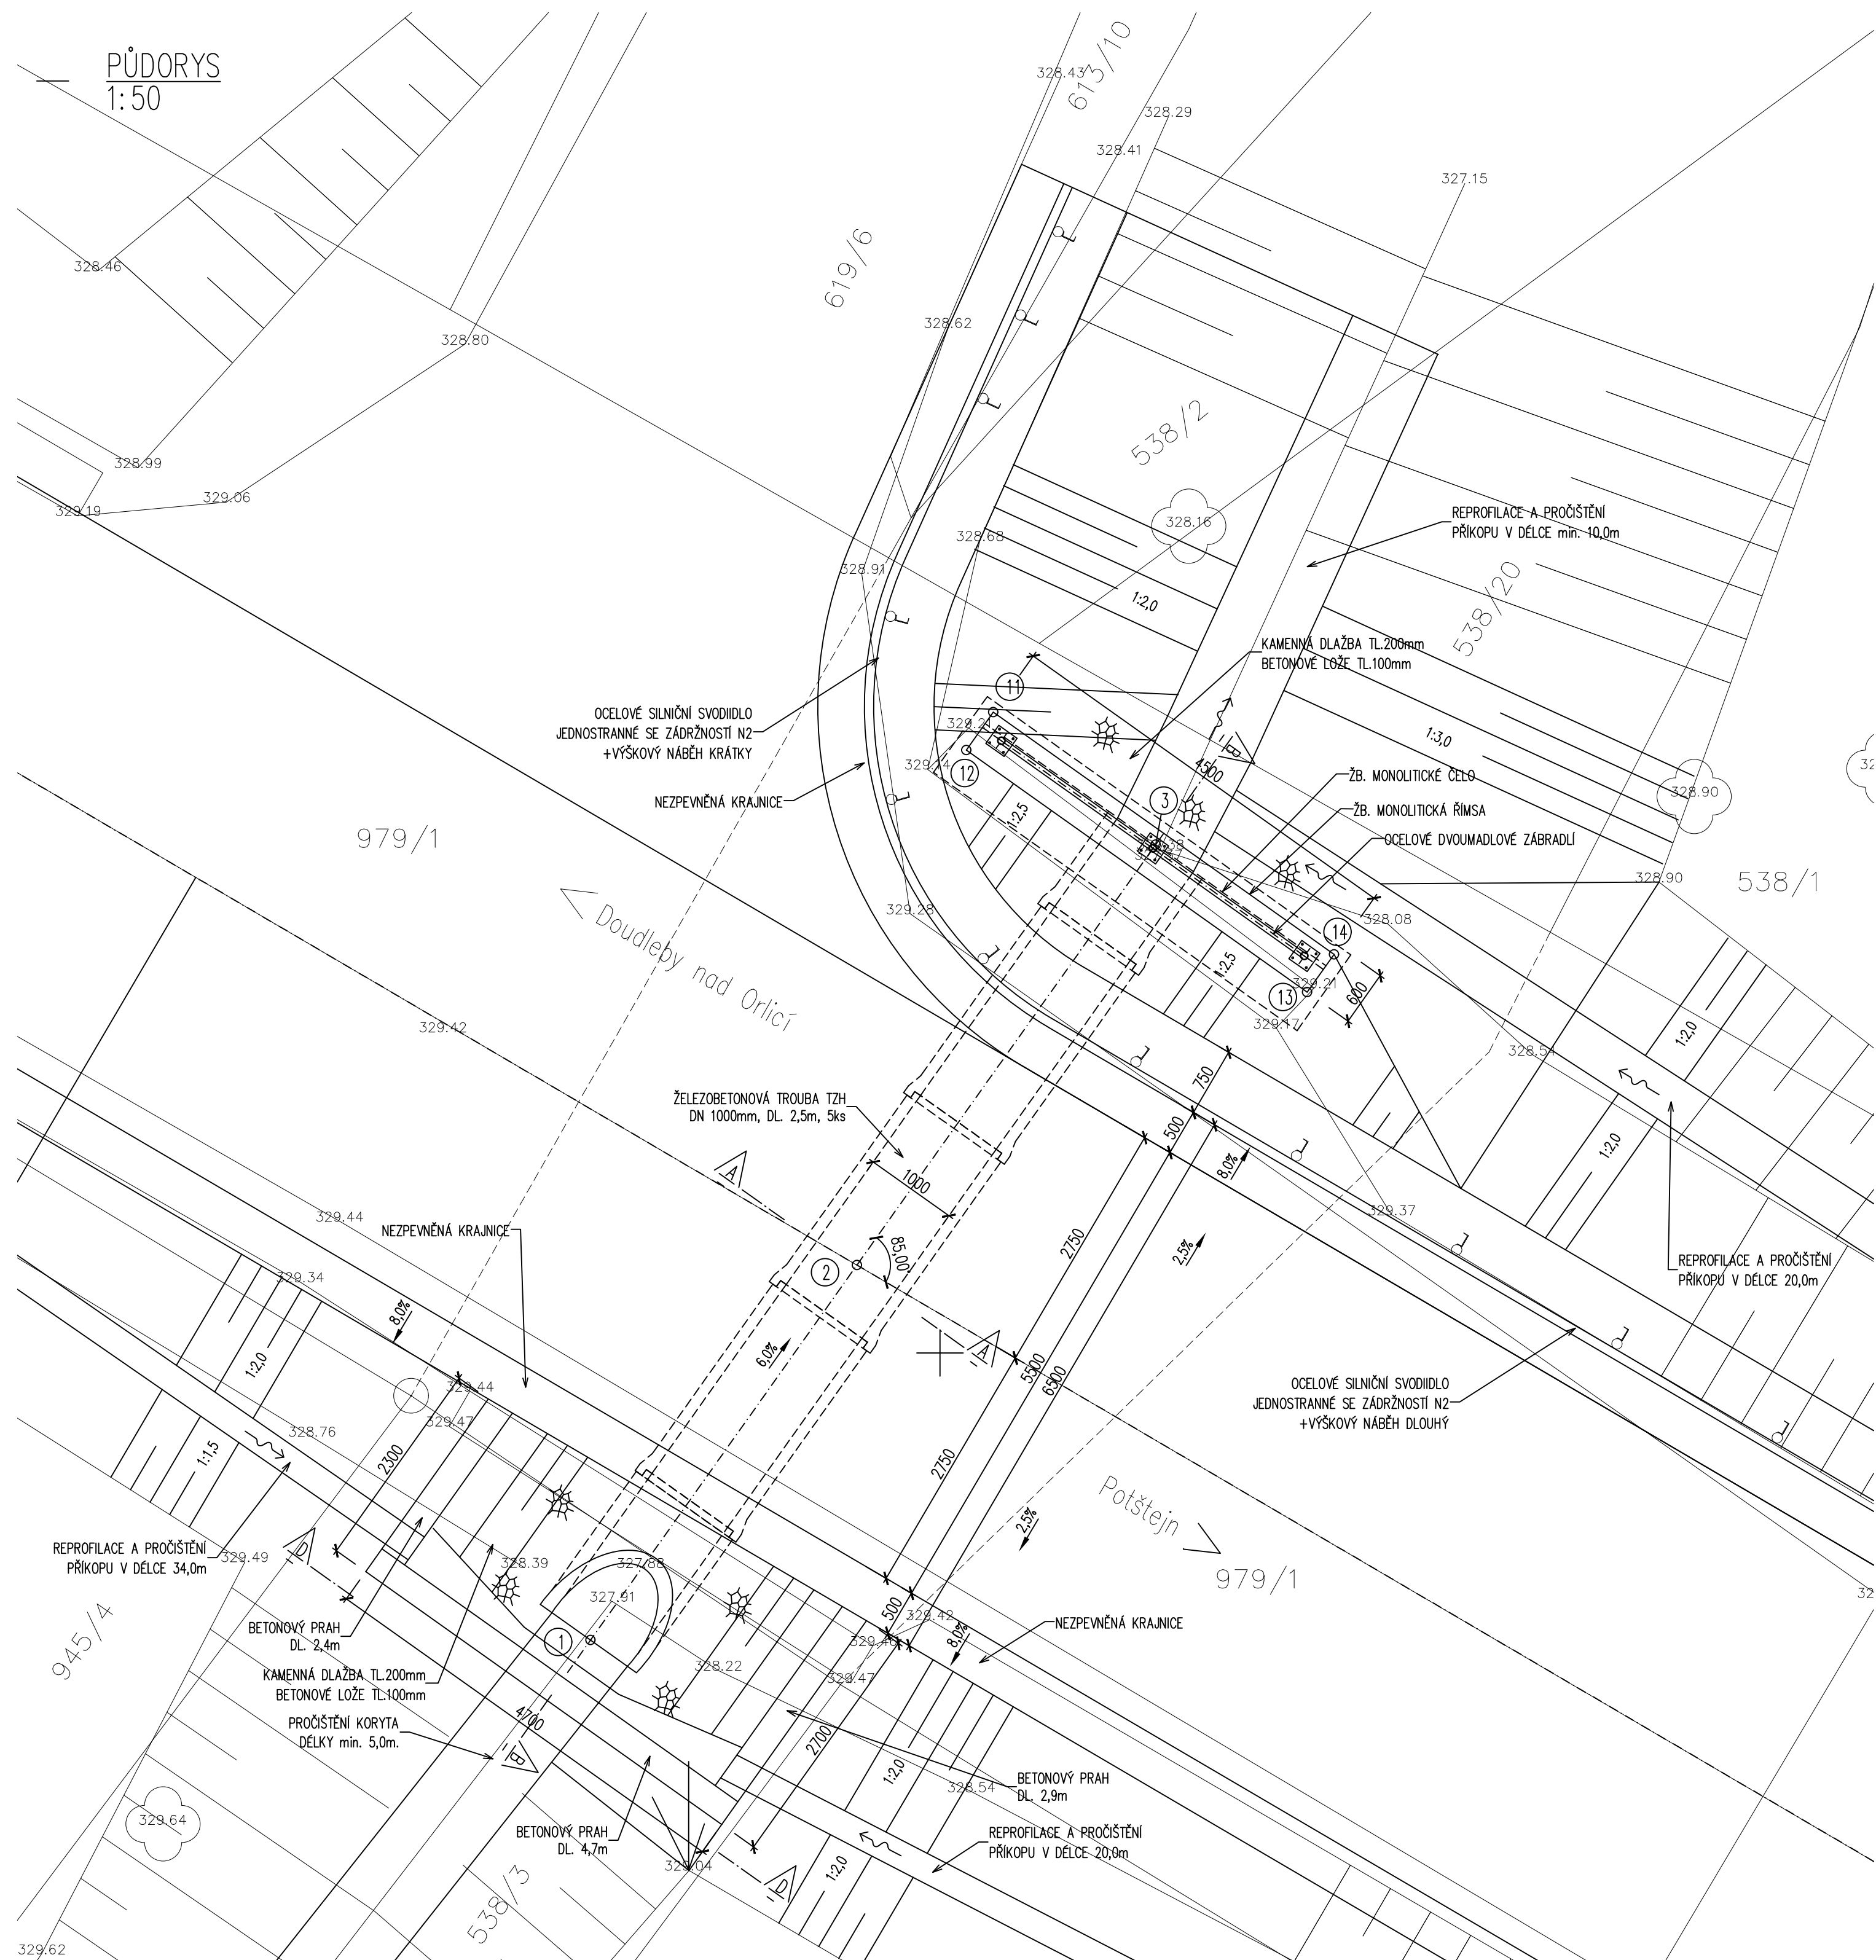 PŮDORYS
1:50
613/10
328.43
328.29
328.41
327.15
619/6
328.46
328.62
328.80
538/2
328.99
329.06
329.19
328.16
REPROFILACE A PROČIŠTĚNÍ
PŘÍKOPU V DÉLCE min. 10,0m
328.68
328.91
538/20
1:2,0
KAMENNÁ DLAŽBA TL.200mm
BETONOVÉ LOŽE TL.100mm
11
OCELOVÉ SILNIČNÍ SVODIIDLO
JEDNOSTRANNÉ SE ZÁDRŽNOSTÍ N2
+VÝŠKOVÝ NÁBĚH KRÁTKY
329.21
1:3,0
B
12
4500
ŽB. MONOLITICKÉ ČELO
328.90
NEZPEVNĚNÁ KRAJNICE
3
ŽB. MONOLITICKÁ ŘÍMSA
1:2,5
OCELOVÉ DVOUMADLOVÉ ZÁBRADLÍ
979/1
328.90
538/1
329.28
328.08
Doudleby nad Orlicí
14
1:2,5
329.21
13
600
329.17
329.42
328.54
1:2,0
750
ŽELEZOBETONOVÁ TROUBA TZH
DN 1000mm, DL. 2,5m, 5ks
500
1:2,0
8,0%
A
1000
329.44
329.37
NEZPEVNĚNÁ KRAJNICE
2750
2,5%
85,00°
REPROFILACE A PROČIŠTĚNÍ
PŘÍKOPU V DÉLCE 20,0m
2
329.34
8,0%
6,0%
A
1:2,0
5500
6500
329.44
OCELOVÉ SILNIČNÍ SVODIIDLO
JEDNOSTRANNÉ SE ZÁDRŽNOSTÍ N2
+VÝŠKOVÝ NÁBĚH DLOUHÝ
329.47
328.76
1:1,5
2300
2750
Potštejn
2,5%
REPROFILACE A PROČIŠTĚNÍ
PŘÍKOPU V DÉLCE 34,0m
329.49
D
328.39
327.88
979/1
327.91
500
329.42
BETONOVÝ PRAH
DL. 2,4m
NEZPEVNĚNÁ KRAJNICE
8,0%
1
945/4
328.22
329.47
KAMENNÁ DLAŽBA TL.200mm
BETONOVÉ LOŽE TL.100mm
PROČIŠTĚNÍ KORYTA
DÉLKY min. 5,0m.
4700
2700
B
1:2,0
328.54
BETONOVÝ PRAH
DL. 2,9m
329.64
BETONOVÝ PRAH
DL. 4,7m
REPROFILACE A PROČIŠTĚNÍ
PŘÍKOPU V DÉLCE 20,0m
329.04
1:2,0
D
538/3
329.62